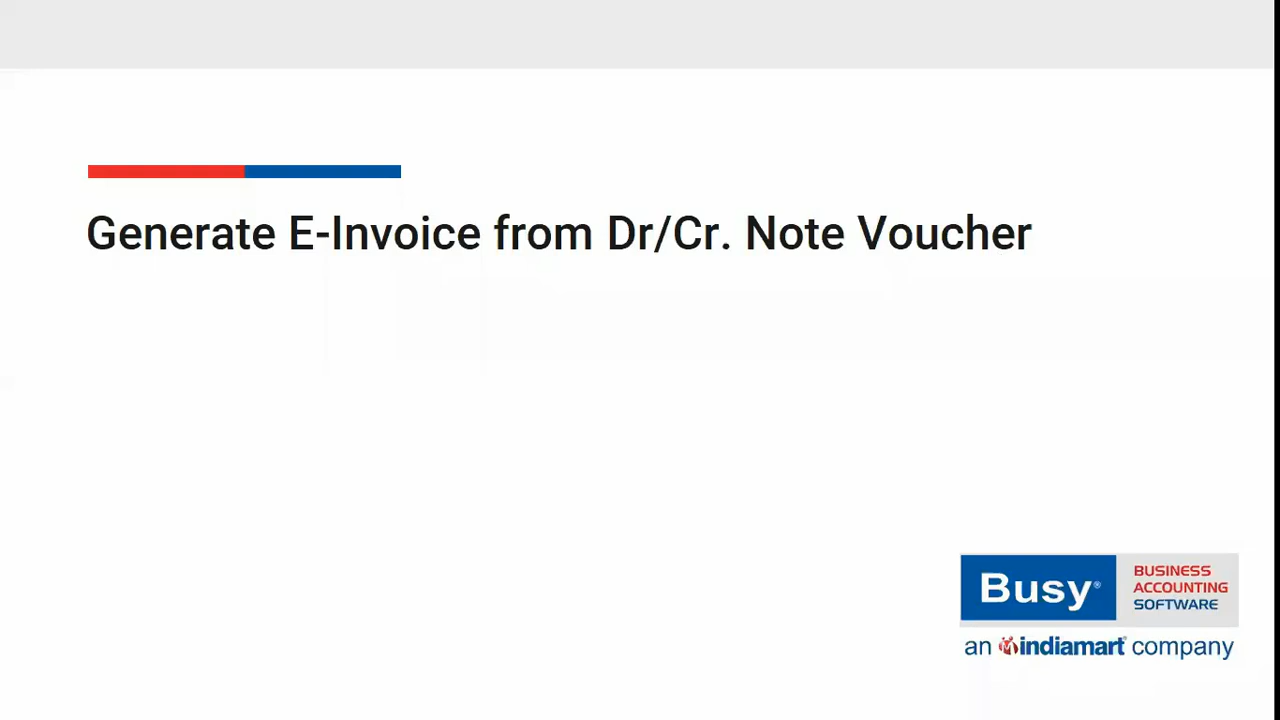 Generate E-Invoice from Dr/Cr. Note Voucher
Busy®
BUSINESS
ACCOUNTING
SOFTWARE
an indiamart® company